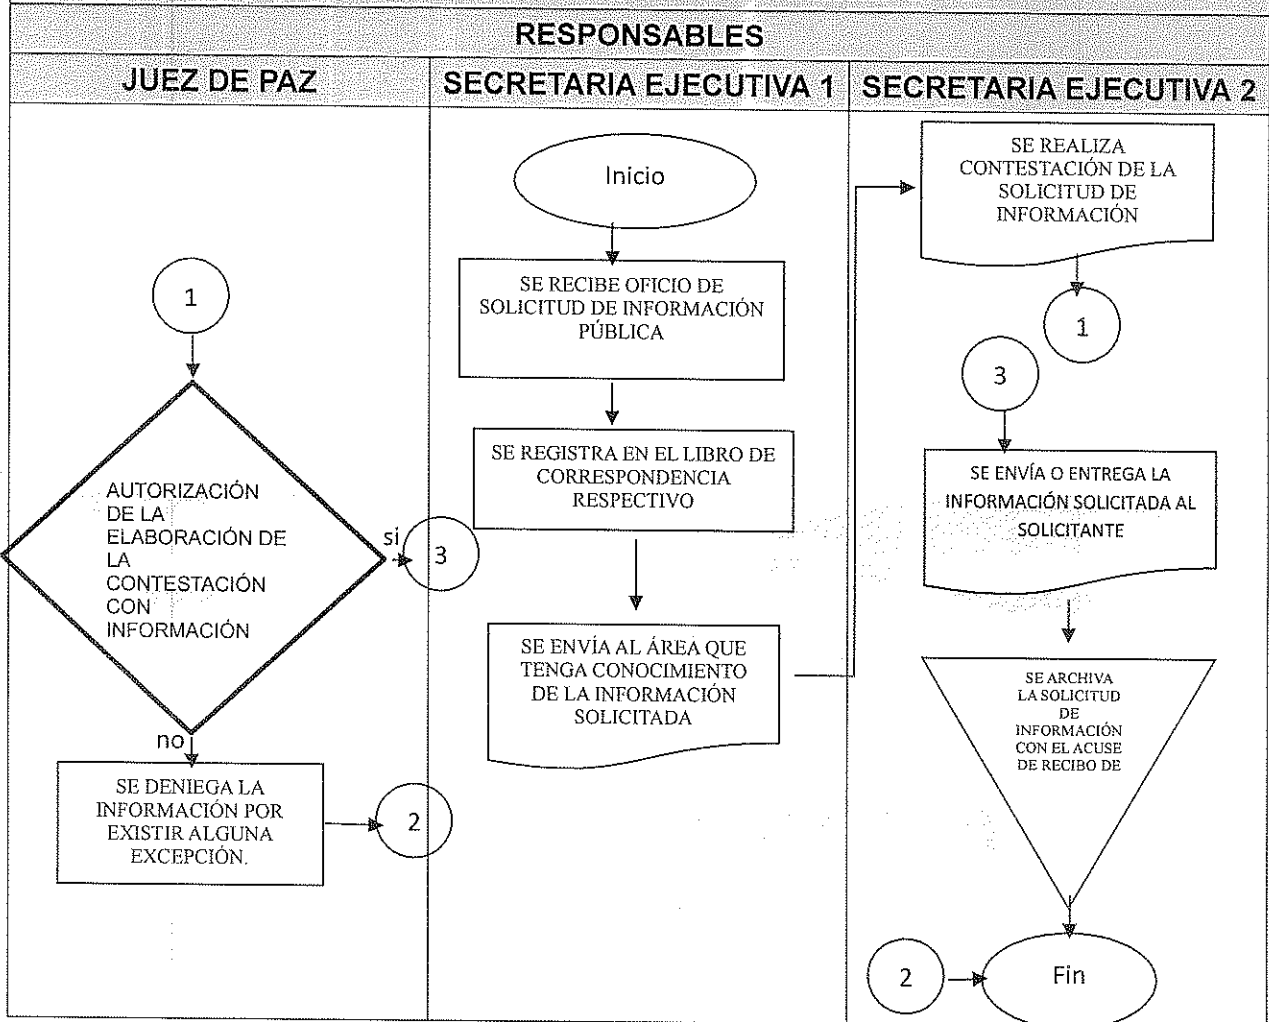 RESPONSABLES
JUEZ DE PAZ
SECRETARIA EJECUTIVA 1
SECRETARIA EJECUTIVA 2
1
AUTORIZACIÓN
DE LA
ELABORACIÓN DE
LA
CONTESTACIÓN
CON
INFORMACIÓN
si
3
no
SE DENIEGA LA
INFORMACIÓN POR
EXISTIR ALGUNA
EXCEPCIÓN.
2
Inicio
SE RECIBE OFICIO DE
SOLICITUD DE INFORMACIÓN
PÚBLICA
SE REGISTRA EN EL LIBRO DE
CORRESPONDENCIA
RESPECTIVO
SE ENVÍA AL ÁREA QUE
TENGA CONOCIMIENTO
DE LA INFORMACIÓN
SOLICITADA
SE REALIZA
CONTESTACIÓN DE LA
SOLICITUD DE
INFORMACIÓN
1
3
SE ENVÍA O ENTREGA LA
INFORMACIÓN SOLICITADA AL
SOLICITANTE
SE ARCHIVA
LA SOLICITUD
DE
INFORMACIÓN
CON EL ACUSE
DE RECIBO DE
2
Fin